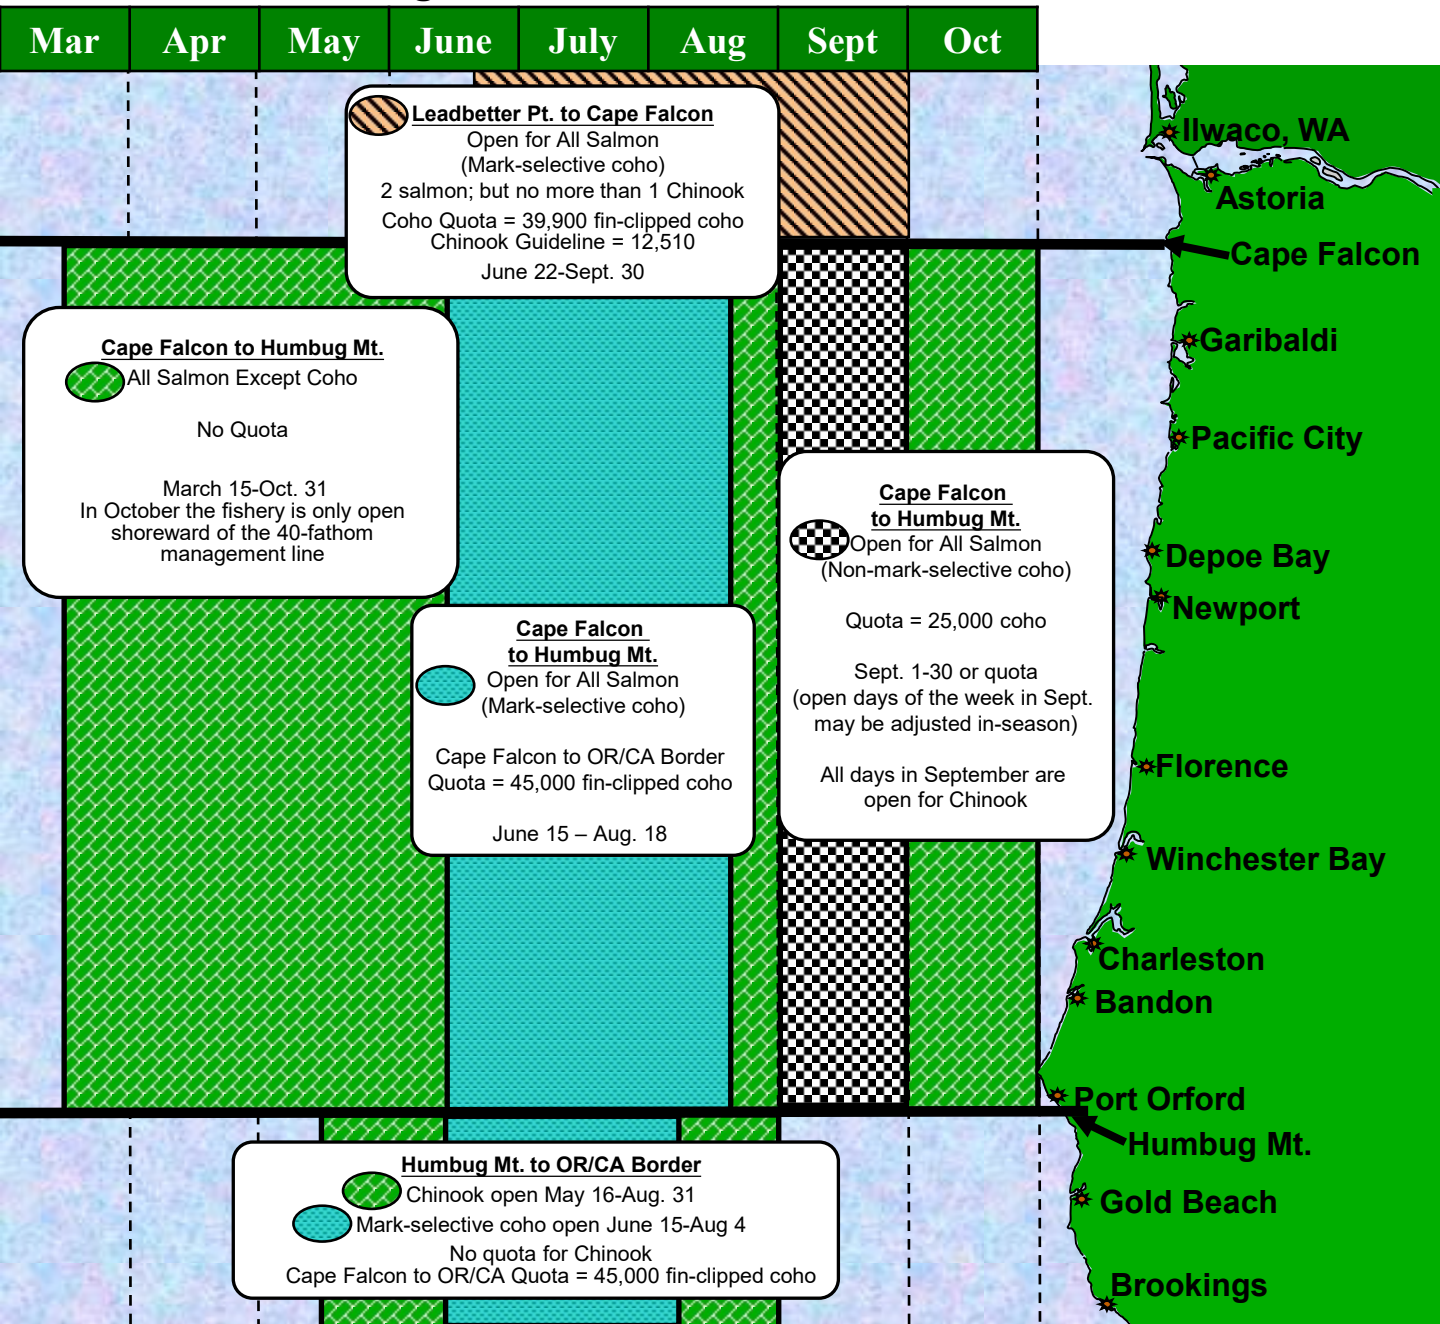 Mar Apr May June July Aug Sept Oct
Leadbetter Pt. to Cape Falcon
Open for All Salmon
(Mark-selective coho)
2 salmon; but no more than 1 Chinook
Coho Quota = 39,900 fin-clipped coho
Chinook Guideline = 12,510
June 22-Sept. 30
Cape Falcon to Humbug Mt.
All Salmon Except Coho
No Quota
March 15-Oct. 31
In October the fishery is only open
shoreward of the 40-fathom
management line
Cape Falcon
to Humbug Mt.
Open for All Salmon
(Mark-selective coho)
Cape Falcon to OR/CA Border
Quota = 45,000 fin-clipped coho
June 15 – Aug. 18
Cape Falcon
to Humbug Mt.
Open for All Salmon
(Non-mark-selective coho)
Quota = 25,000 coho
Sept. 1-30 or quota
(open days of the week in Sept.
may be adjusted in-season)
All days in September are
open for Chinook
Humbug Mt. to OR/CA Border
Chinook open May 16-Aug. 31
Mark-selective coho open June 15-Aug 4
No quota for Chinook
Cape Falcon to OR/CA Quota = 45,000 fin-clipped coho
Ilwaco, WA
Astoria
Cape Falcon
Garibaldi
Pacific City
Depoe Bay
Newport
Florence
Winchester Bay
Charleston
Bandon
Port Orford
Humbug Mt.
Gold Beach
Brookings